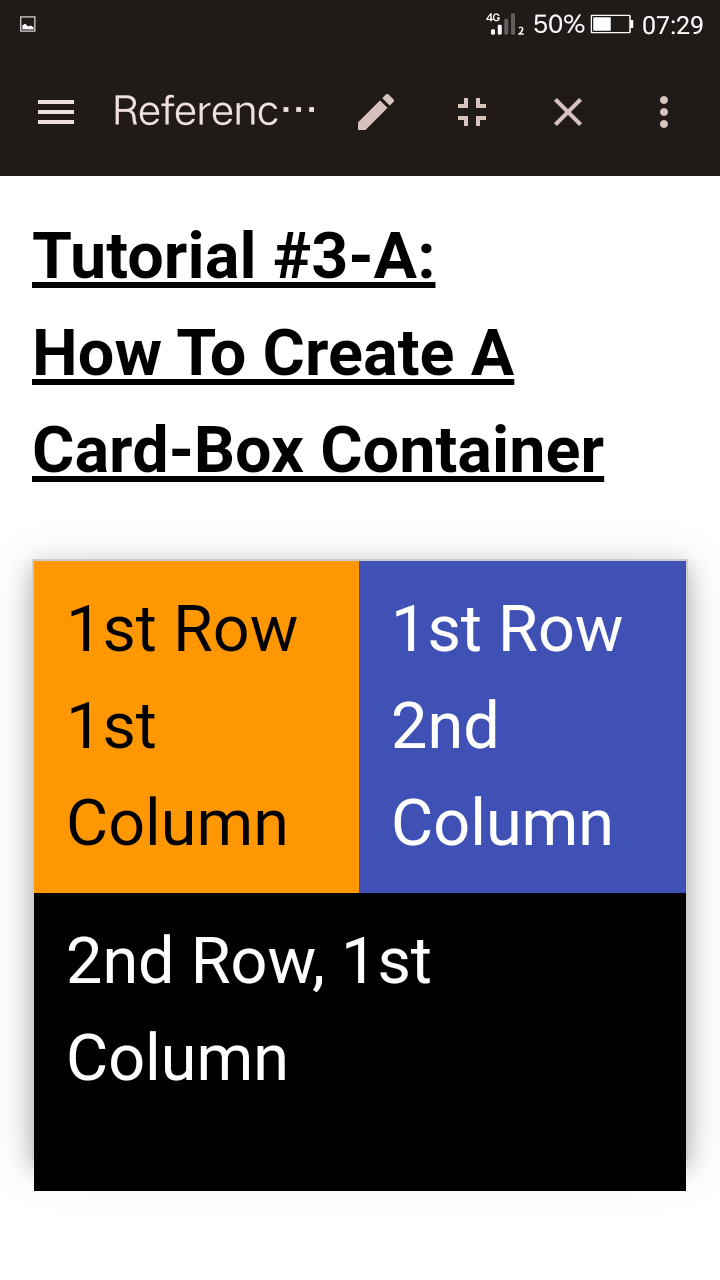 4G 2 50% 07:29
Referenc...
Tutorial #3-A:
How To Create A
Card-Box Container
1st Row
1st
Column
1st Row
2nd
Column
2nd Row, 1st
Column